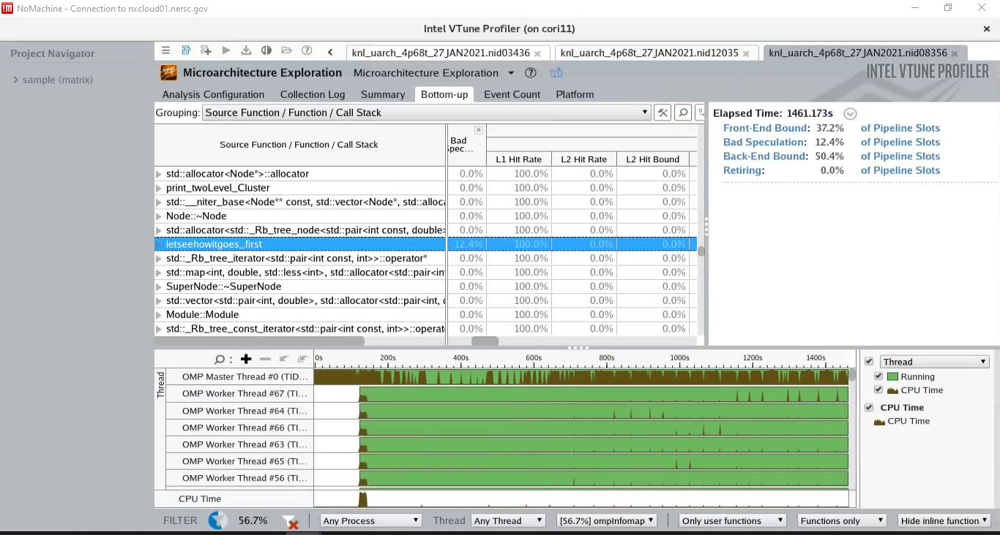 NoMachine - Connection to nxcloud01.nersc.gov
Intel VTune Profiler (on cori11)
Project Navigator
sample (matrix)
knl_uarch_4p68t_27JAN2021.nid03436
knl_uarch_4p68t_27JAN2021.nid12035
knl_uarch_4p68t_27JAN2021.nid08356
Microarchitecture Exploration Microarchitecture Exploration
INTEL VTUNE PROFILER
Analysis Configuration Collection Log Summary Bottom-up Event Count Platform
Grouping: Source Function / Function / Call Stack
Source Function / Function / Call Stack Bad Spec... L1 Hit Rate L2 Hit Rate L2 Hit Bound
std::allocator<Node*>::allocator 0.0% 100.0% 0.0% 0.0%
print_twoLevel_Cluster 0.0% 100.0% 0.0% 0.0%
std::__niter_base<Node** const, std::vector<Node*, std::alloca 0.0% 100.0% 0.0% 0.0%
Node::~Node 0.0% 100.0% 0.0% 0.0%
std::allocator<std::_Rb_tree_node<std::pair<int const, double> 0.0% 100.0% 0.0% 0.0%
letseehowitgoes_first 12.4% 100.0% 0.0% 0.0%
std::_Rb_tree_iterator<std::pair<int const, int>>::operator* 0.0% 100.0% 0.0% 0.0%
std::map<int, double, std::less<int>, std::allocator<std::pair<in 0.0% 100.0% 0.0% 0.0%
SuperNode::~SuperNode 0.0% 100.0% 0.0% 0.0%
std::vector<std::pair<int, double>, std::allocator<std::pair<int, 0.0% 100.0% 0.0% 0.0%
Module::Module 0.0% 100.0% 0.0% 0.0%
std::_Rb_tree_const_iterator<std::pair<int const, int>>::operat 0.0% 100.0% 0.0% 0.0%
Elapsed Time: 1461.173s
Front-End Bound: 37.2% of Pipeline Slots
Bad Speculation: 12.4% of Pipeline Slots
Back-End Bound: 50.4% of Pipeline Slots
Retiring: 0.0% of Pipeline Slots
0s 200s 400s 600s 800s 1000s 1200s 1400s
Thread
OMP Master Thread #0 (TID...
OMP Worker Thread #67 (TI...
OMP Worker Thread #64 (TI...
OMP Worker Thread #66 (TI...
OMP Worker Thread #63 (TI...
OMP Worker Thread #65 (TI...
OMP Worker Thread #56 (TI...
CPU Time
Thread
Running
CPU Time
CPU Time
CPU Time
FILTER 56.7% Any Process Thread Any Thread [56.7%] ompInfomap Only user functions Functions only Hide inline function